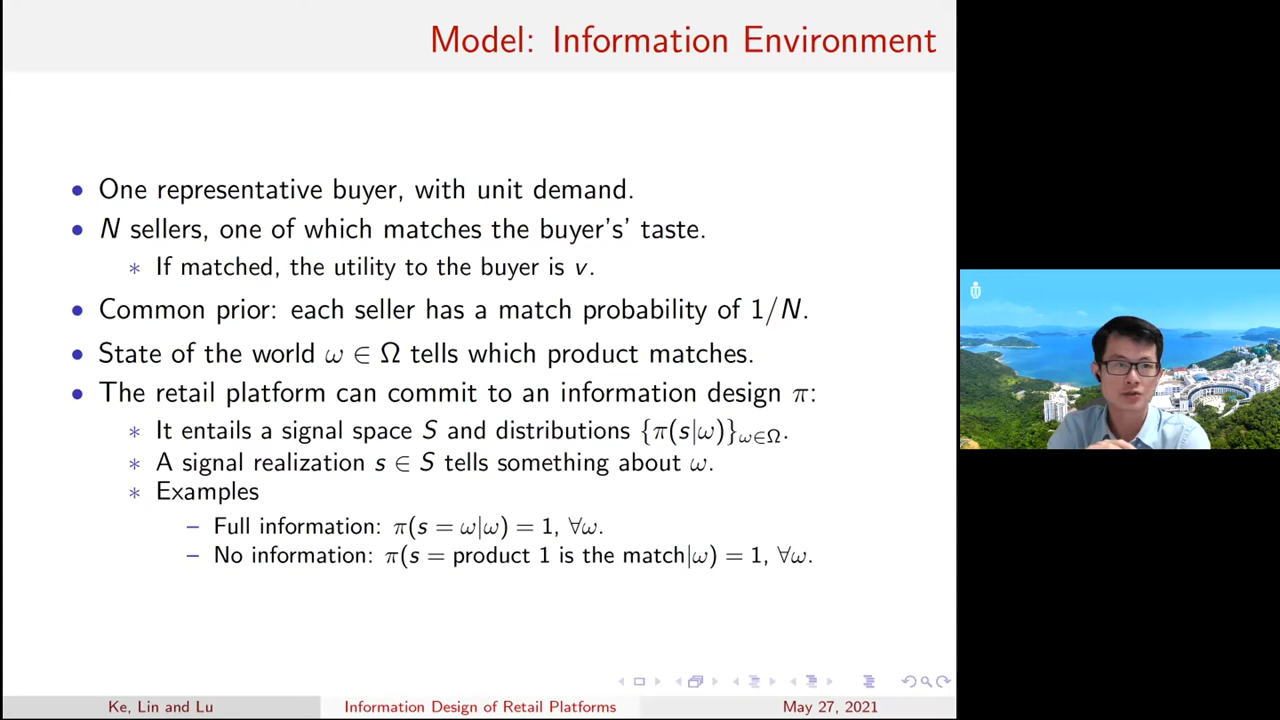 Model: Information Environment
• One representative buyer, with unit demand.
• N sellers, one of which matches the buyer's' taste.
∗ If matched, the utility to the buyer is v.
• Common prior: each seller has a match probability of 1/N.
• State of the world ω ∈ Ω tells which product matches.
• The retail platform can commit to an information design π:
∗ It entails a signal space S and distributions {π(s|ω)}ω∈Ω.
∗ A signal realization s ∈ S tells something about ω.
∗ Examples
– Full information: π(s = ω|ω) = 1, ∀ω.
– No information: π(s = product 1 is the match|ω) = 1, ∀ω.
Ke, Lin and Lu
Information Design of Retail Platforms
May 27, 2021